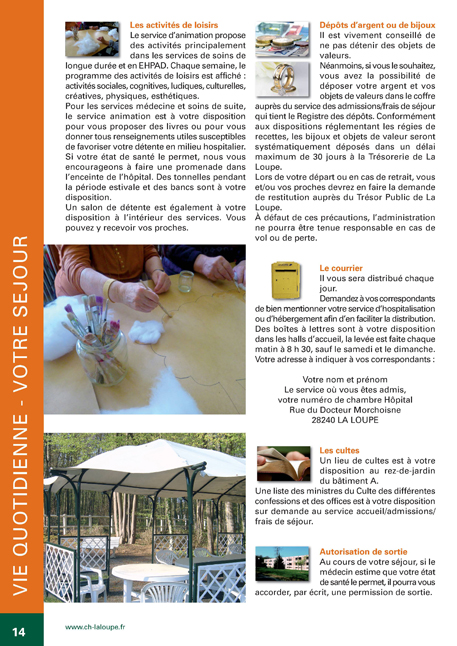 VIE QUOTIDIENNE - VOTRE SEJOUR
Les activités de loisirs
Le service d'animation propose
des activités principalement
dans les services de soins de
longue durée et en EHPAD. Chaque semaine, le
programme des activités de loisirs est affiché :
activités sociales, cognitives, ludiques, culturelles,
créatives, physiques, esthétiques.
Pour les services médecine et soins de suite,
le service animation est à votre disposition
pour vous proposer des livres ou pour vous
donner tous renseignements utiles susceptibles
de favoriser votre détente en milieu hospitalier.
Si votre état de santé le permet, nous vous
encourageons à faire une promenade dans
l'enceinte de l'hôpital. Des tonnelles pendant
la période estivale et des bancs sont à votre
disposition.
Un salon de détente est également à votre
disposition à l'intérieur des services. Vous
pouvez y recevoir vos proches.
Dépôts d'argent ou de bijoux
Il est vivement conseillé de
ne pas détenir des objets de
valeurs.
Néanmoins, si vous le souhaitez,
vous avez la possibilité de
déposer votre argent et vos
objets de valeurs dans le coffre
auprès du service des admissions/frais de séjour
qui tient le Registre des dépôts. Conformément
aux dispositions réglementant les régies de
recettes, les bijoux et objets de valeur seront
systématiquement déposés dans un délai
maximum de 30 jours à la Trésorerie de La
Loupe.
Lors de votre départ ou en cas de retrait, vous
et/ou vos proches devrez en faire la demande
de restitution auprès du Trésor Public de La
Loupe.
À défaut de ces précautions, l'administration
ne pourra être tenue responsable en cas de
vol ou de perte.
Le courrier
Il vous sera distribué chaque
jour.
Demandez à vos correspondants
de bien mentionner votre service d'hospitalisation
ou d'hébergement afin d'en faciliter la distribution.
Des boîtes à lettres sont à votre disposition
dans les halls d'accueil, la levée est faite chaque
matin à 8 h 30, sauf le samedi et le dimanche.
Votre adresse à indiquer à vos correspondants :
Votre nom et prénom
Le service où vous êtes admis,
votre numéro de chambre Hôpital
Rue du Docteur Morchoisne
28240 LA LOUPE
Les cultes
Un lieu de cultes est à votre
disposition au rez-de-jardin
du bâtiment A.
Une liste des ministres du Culte des différentes
confessions et des offices est à votre disposition
sur demande au service accueil/admissions/
frais de séjour.
Autorisation de sortie
Au cours de votre séjour, si le
médecin estime que votre état
de santé le permet, il pourra vous
accorder, par écrit, une permission de sortie.
14
www.ch-laloupe.fr